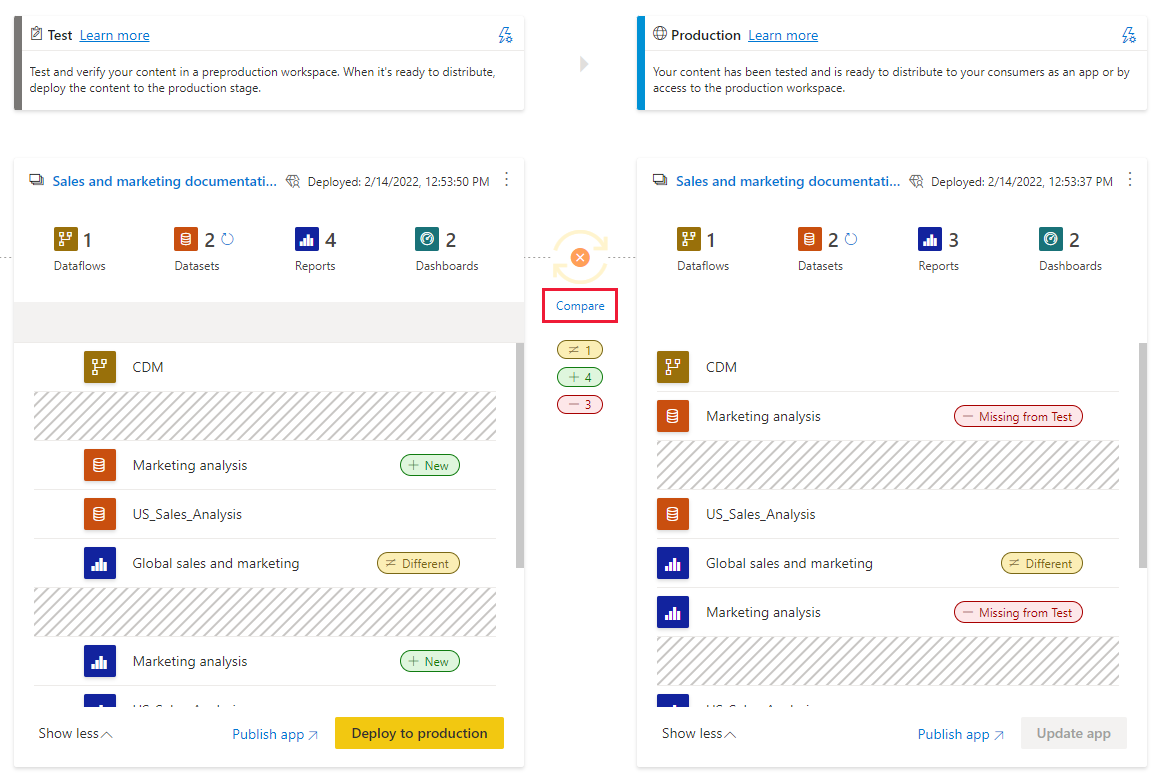 Test Learn more
Test and verify your content in a preproduction workspace. When it's ready to distribute,
deploy the content to the production stage.
Production Learn more
Your content has been tested and is ready to distribute to your consumers as an app or by
access to the production workspace.
Sales and marketing documentati... Deployed: 2/14/2022, 12:53:50 PM
1 2 4 2
Dataflows Datasets Reports Dashboards
CDM
Marketing analysis + New
US_Sales_Analysis
Global sales and marketing ≠ Different
Marketing analysis + New
Show less Publish app Deploy to production
Compare
≠ 1
+ 4
− 3
Sales and marketing documentati... Deployed: 2/14/2022, 12:53:37 PM
1 2 3 2
Dataflows Datasets Reports Dashboards
CDM
Marketing analysis − Missing from Test
US_Sales_Analysis
Global sales and marketing ≠ Different
Marketing analysis − Missing from Test
Show less Publish app Update app